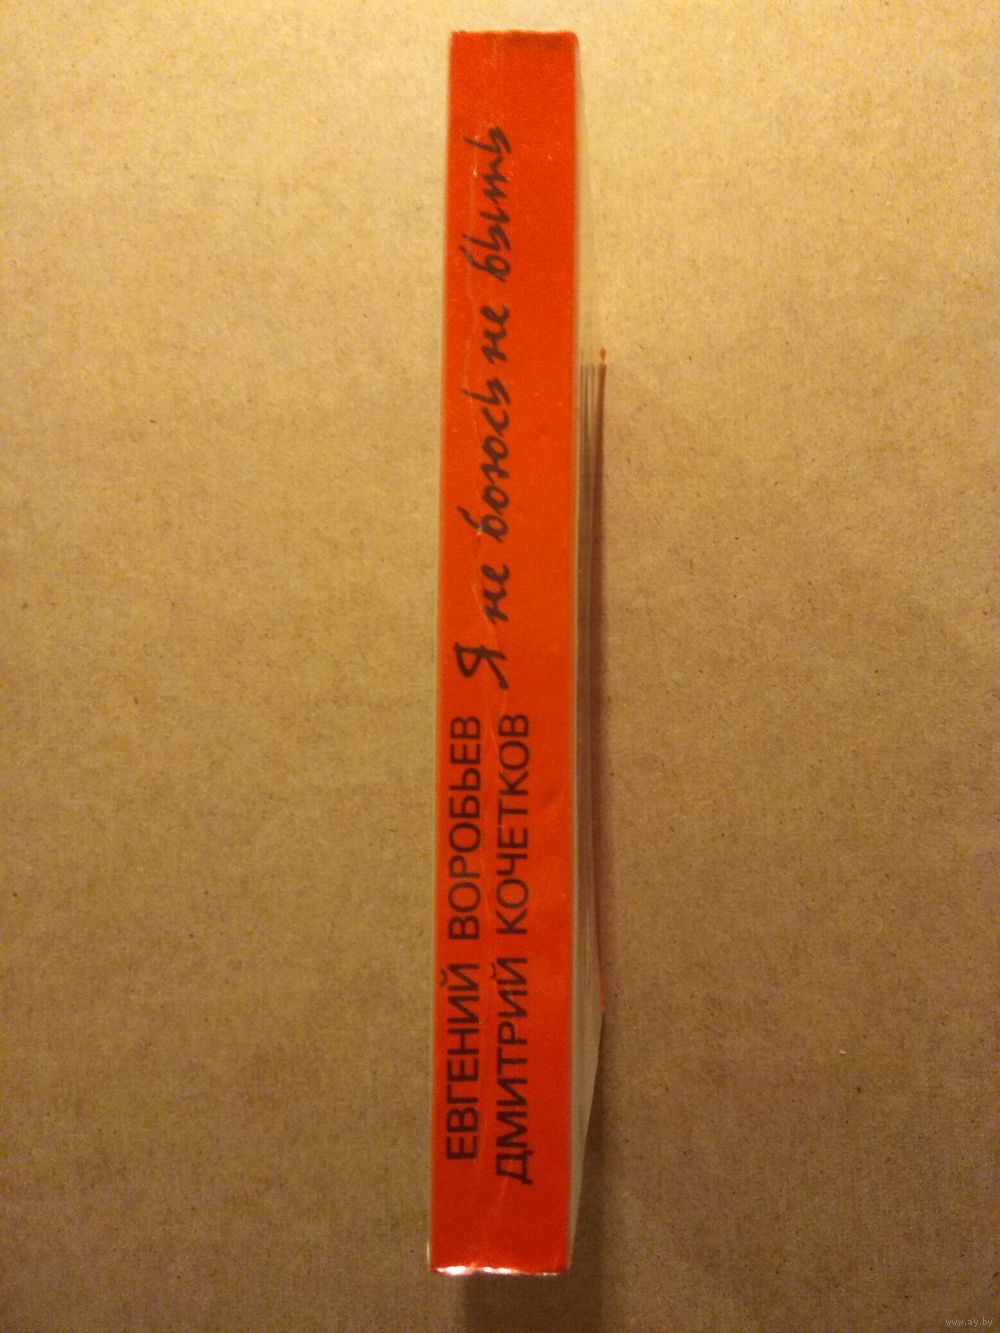 ЕВГЕНИЙ ВОРОБЬЕВ
ДМИТРИЙ КОЧЕТКОВ
Я не боюсь не быть
www.ay.by